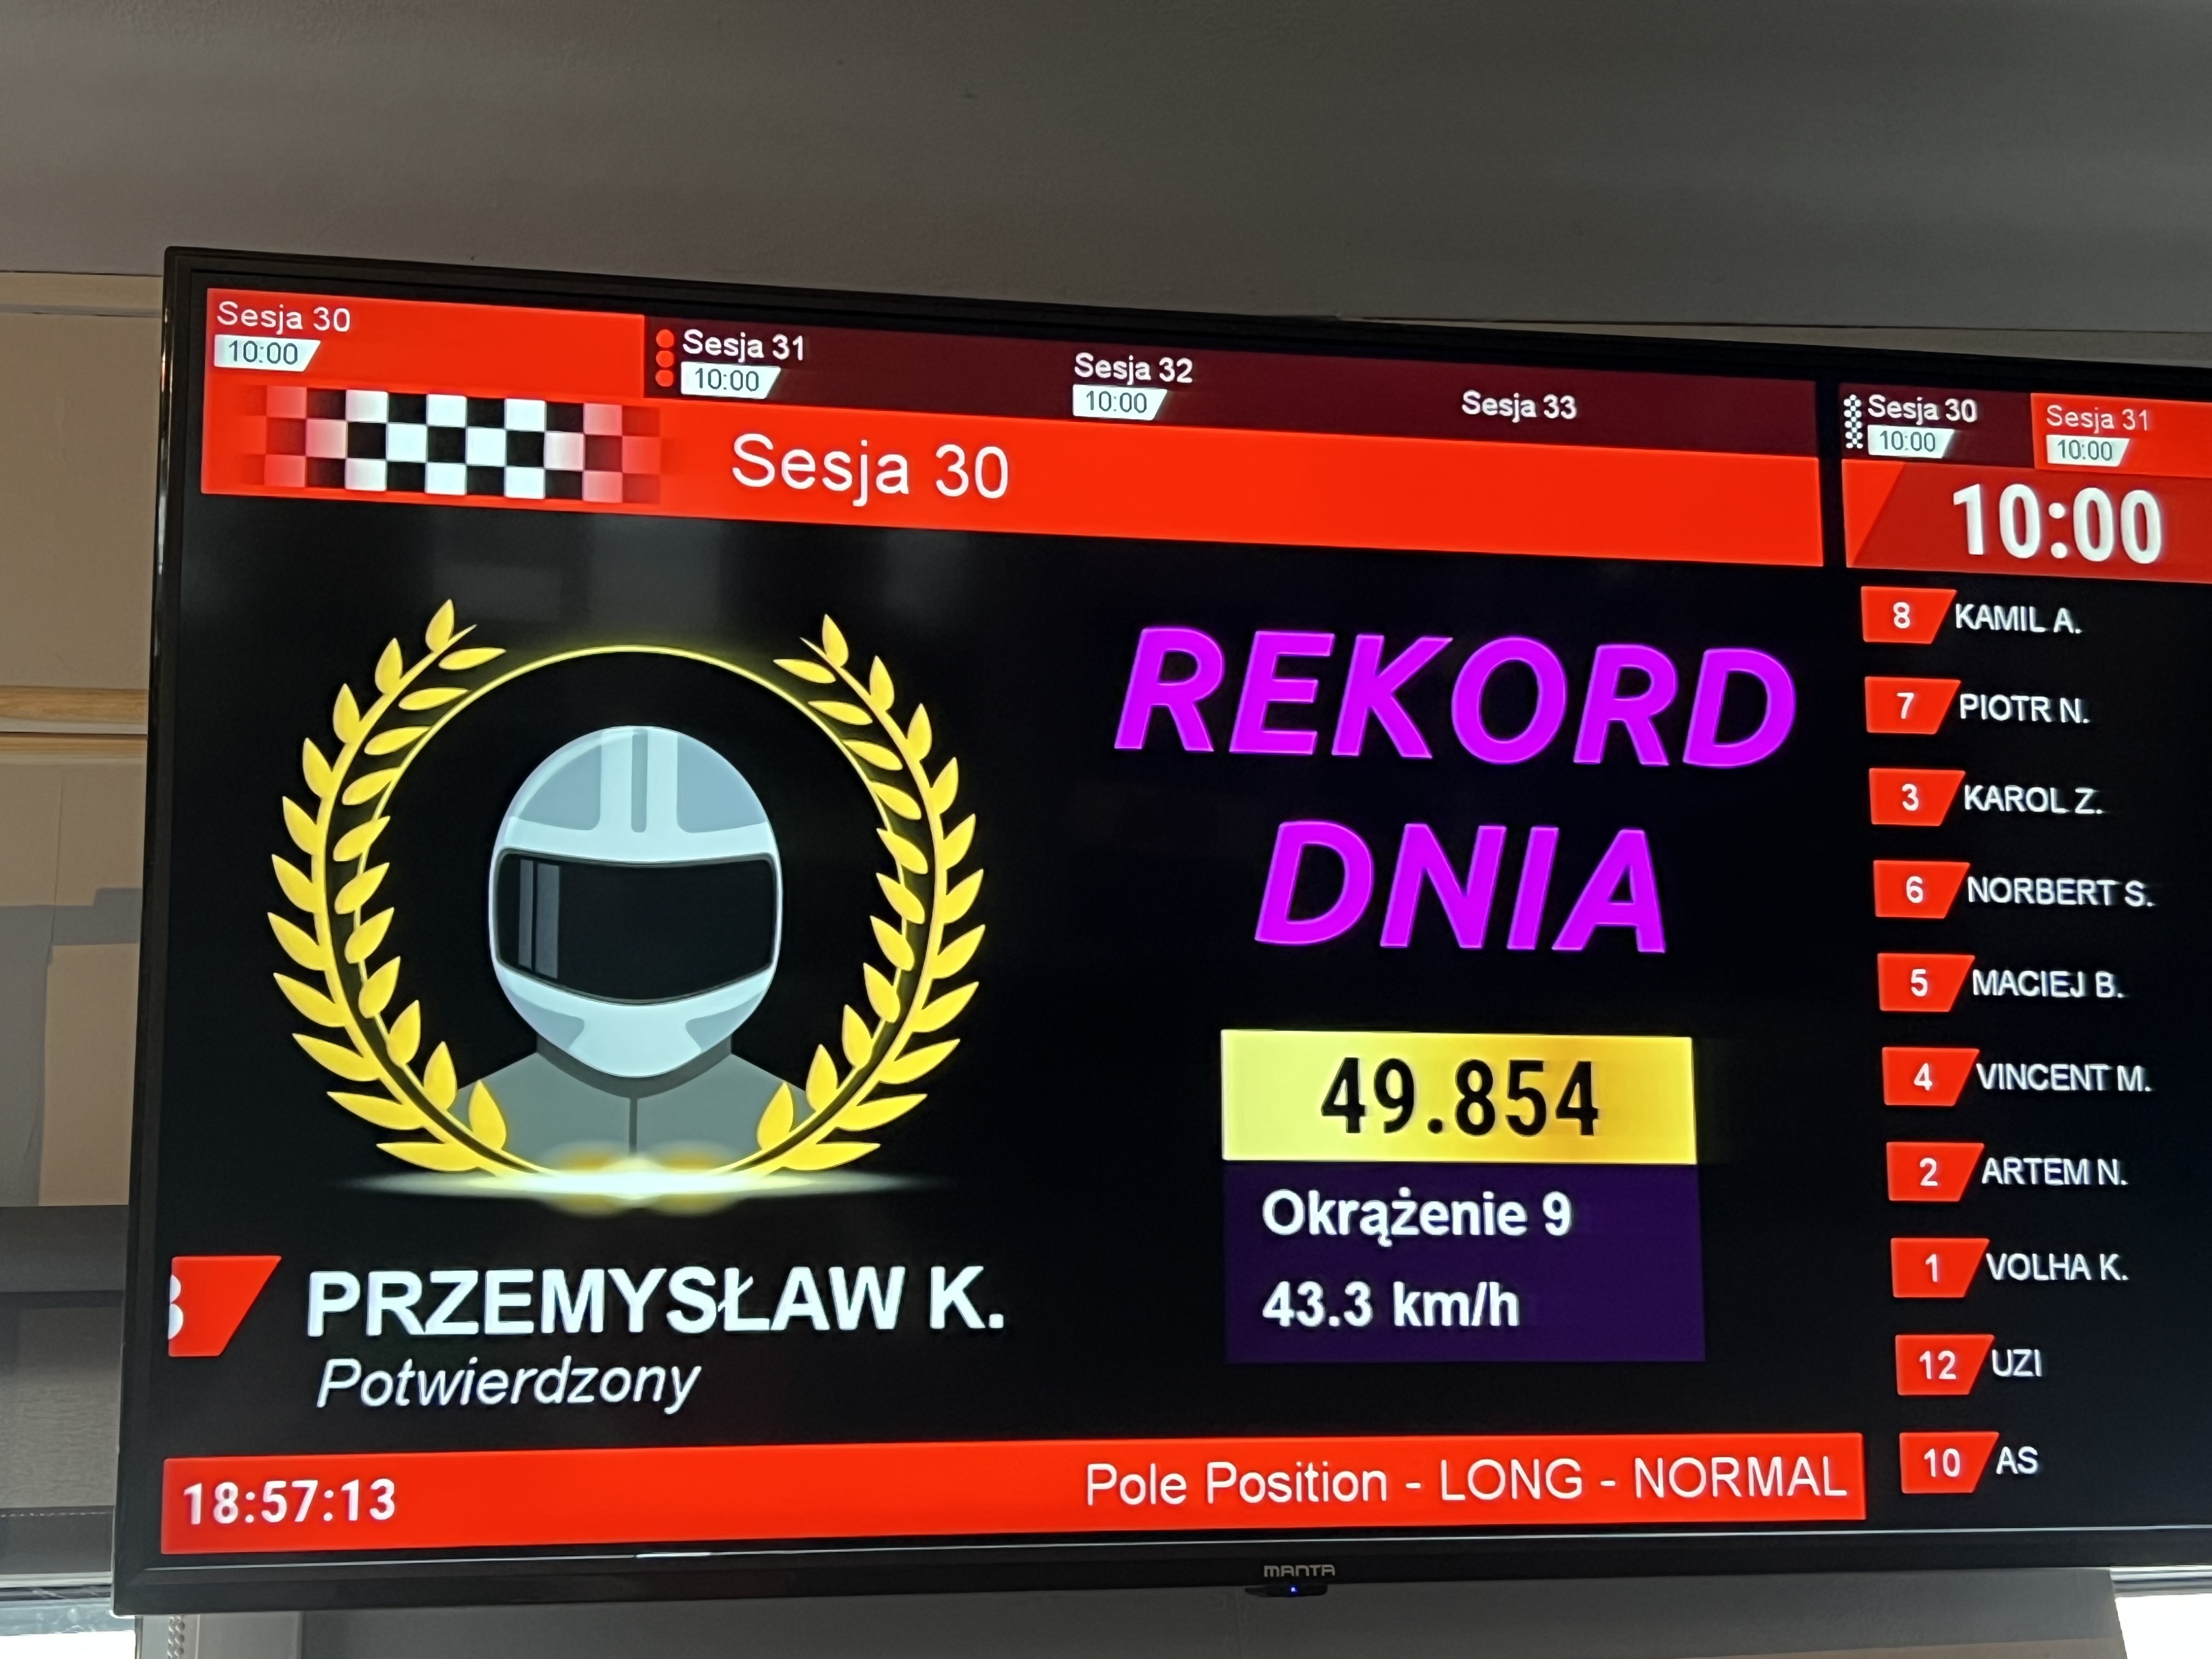 Sesja 30
10:00
Sesja 31
10:00
Sesja 32
10:00
Sesja 33
Sesja 30
REKORD
DNIA
49.854
Okrążenie 9
43.3 km/h
PRZEMYSŁAW K.
Potwierdzony
18:57:13
Pole Position - LONG - NORMAL
Sesja 30
10:00
Sesja 31
10:00
10:00
8 KAMIL A.
7 PIOTR N.
3 KAROL Z.
6 NORBERT S.
5 MACIEJ B.
4 VINCENT M.
2 ARTEM N.
1 VOLHA K.
12 UZI
10 AS
MANTA